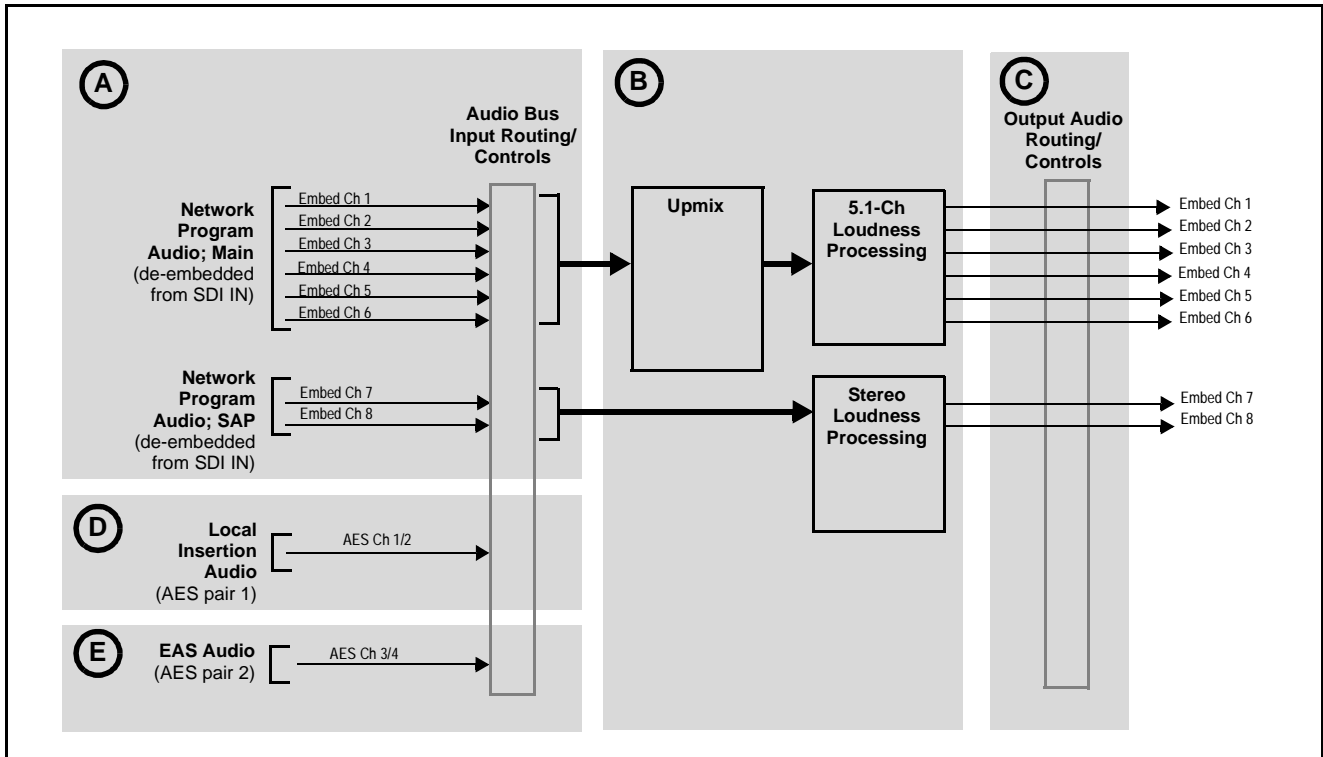 A
Audio Bus
Input Routing/
Controls
Network
Program
Audio; Main
(de-embedded
from SDI IN)
Embed Ch 1
Embed Ch 2
Embed Ch 3
Embed Ch 4
Embed Ch 5
Embed Ch 6
Network
Program
Audio; SAP
(de-embedded
from SDI IN)
Embed Ch 7
Embed Ch 8
B
Upmix
5.1-Ch
Loudness
Processing
Stereo
Loudness
Processing
C
Output Audio
Routing/
Controls
Embed Ch 1
Embed Ch 2
Embed Ch 3
Embed Ch 4
Embed Ch 5
Embed Ch 6
Embed Ch 7
Embed Ch 8
D
Local
Insertion
Audio
(AES pair 1)
AES Ch 1/2
E
EAS Audio
(AES pair 2)
AES Ch 3/4